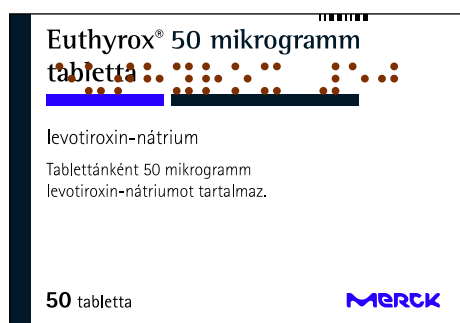 Euthyrox® 50 mikrogramm
tabletta
levotiroxin-nátrium
Tablettánként 50 mikrogramm
levotiroxin-nátriumot tartalmaz.
50 tabletta
MERCK